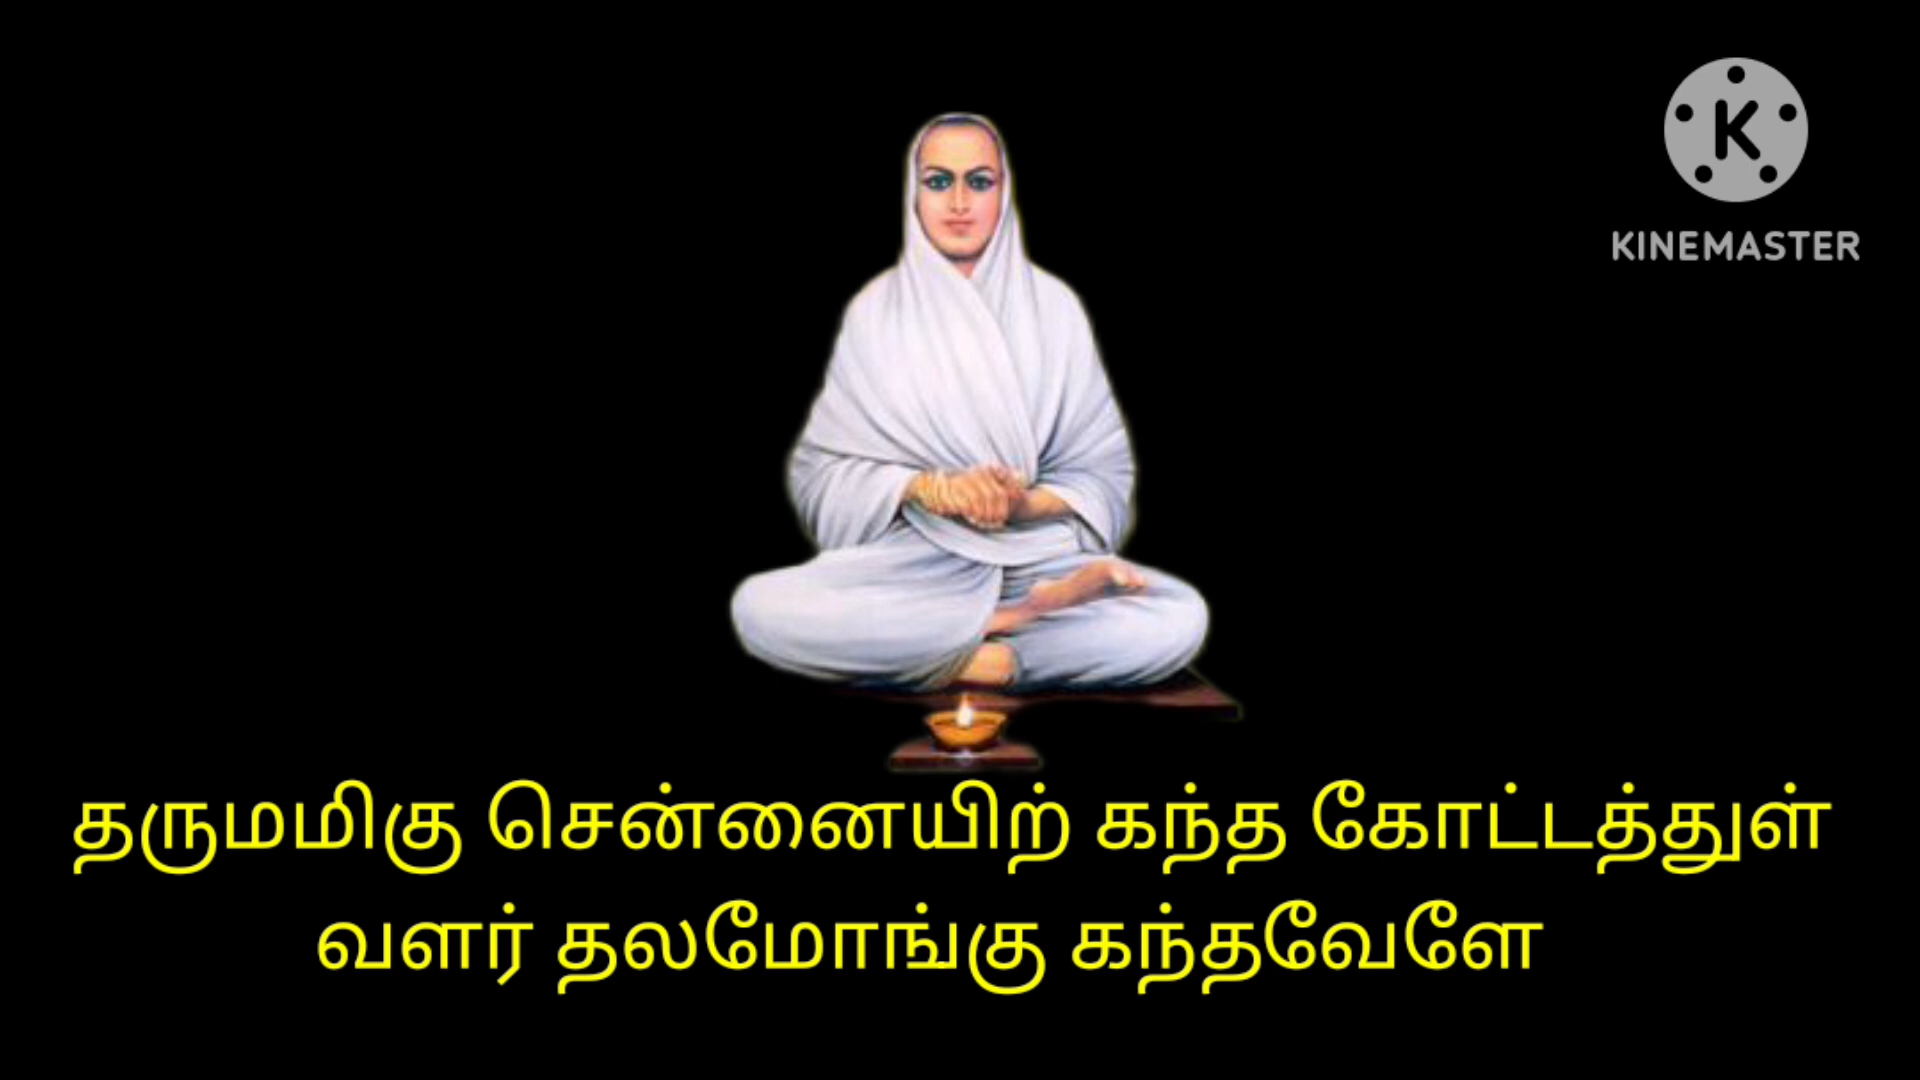 KINEMASTER
தருமமிகு சென்னையிற் கந்த கோட்டத்துள்
வளர் தலமோங்கு கந்தவேளே